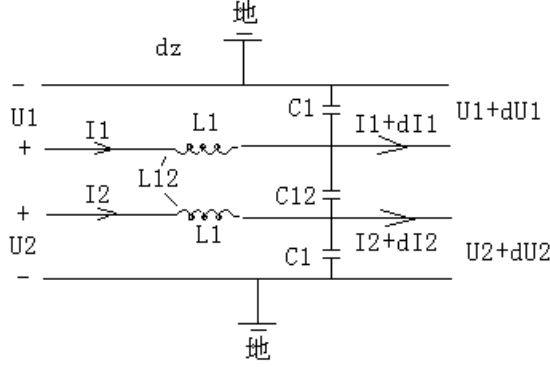 地
dz
−
C1
U1+dU1
U1
I1
L1
I1+dI1
+
L12
I2
C12
+
L1
I2+dI2
U2
C1
U2+dU2
−
地